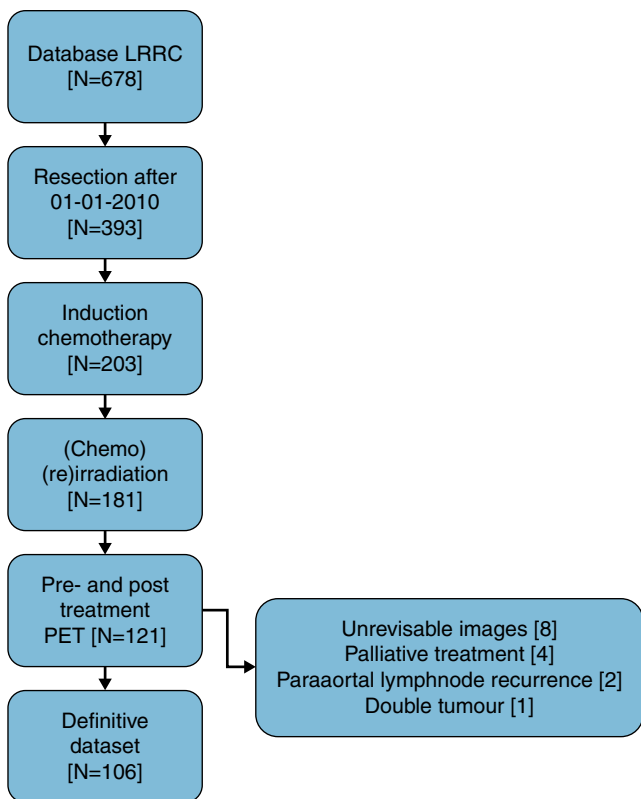 Database LRRC
[N=678]
Resection after
01-01-2010
[N=393]
Induction
chemotherapy
[N=203]
(Chemo)
(re)irradiation
[N=181]
Pre- and post
treatment
PET [N=121]
Unrevisable images [8]
Palliative treatment [4]
Paraaortal lymphnode recurrence [2]
Double tumour [1]
Definitive
dataset
[N=106]